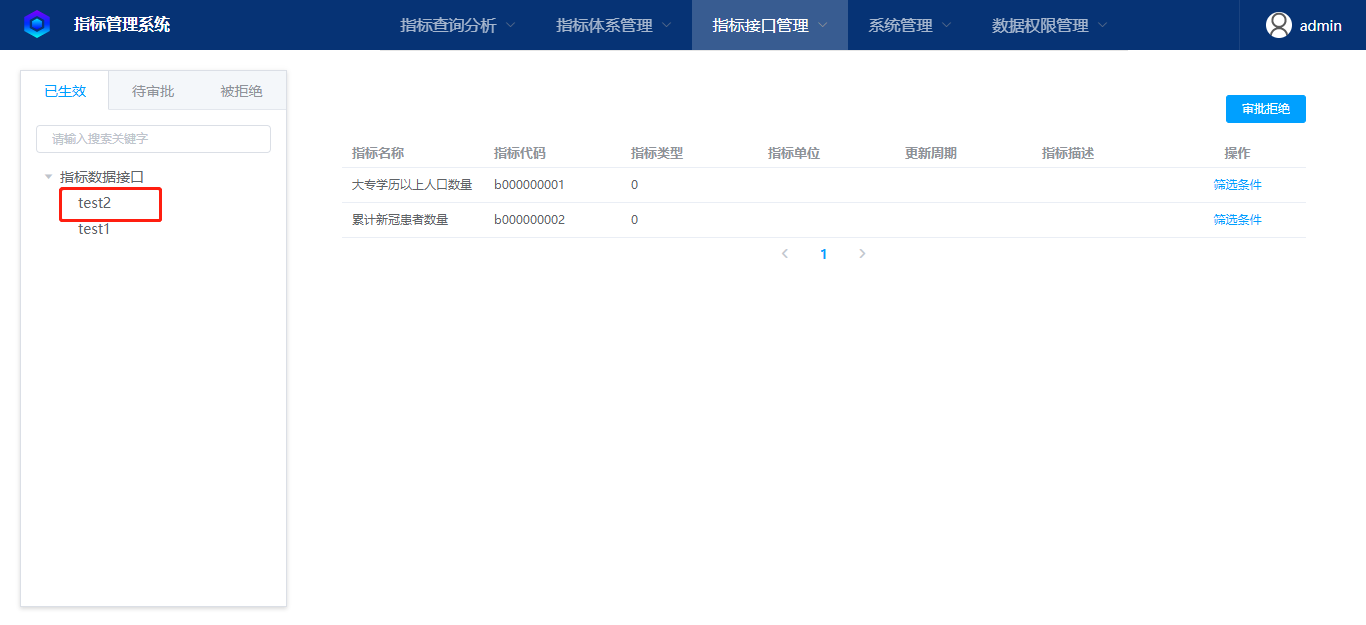 指标管理系统
指标查询分析 指标体系管理 指标接口管理 系统管理 数据权限管理 admin
已生效 待审批 被拒绝
请输入搜索关键字
指标数据接口
test2
test1
审批拒绝
指标名称 指标代码 指标类型 指标单位 更新周期 指标描述 操作
大专学历以上人口数量 b000000001 0 筛选条件
累计新冠患者数量 b000000002 0 筛选条件
1